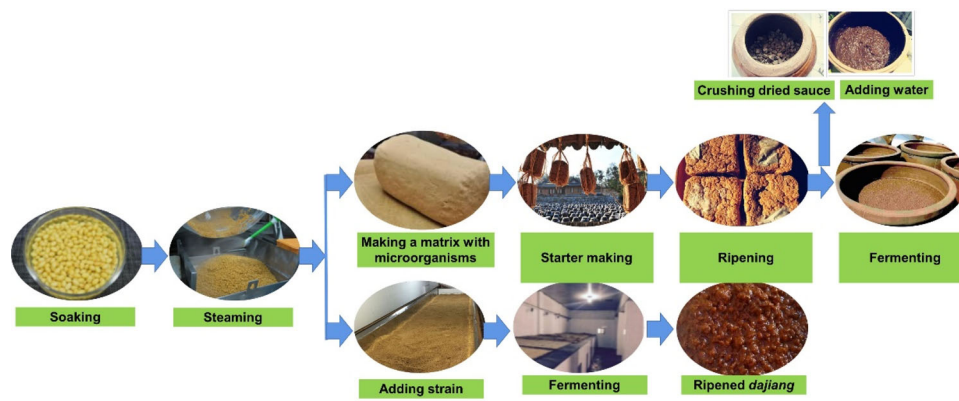 Crushing dried sauce
Adding water
Making a matrix with
microorganisms
Starter making
Ripening
Fermenting
Soaking
Steaming
Adding strain
Fermenting
Ripened dajiang